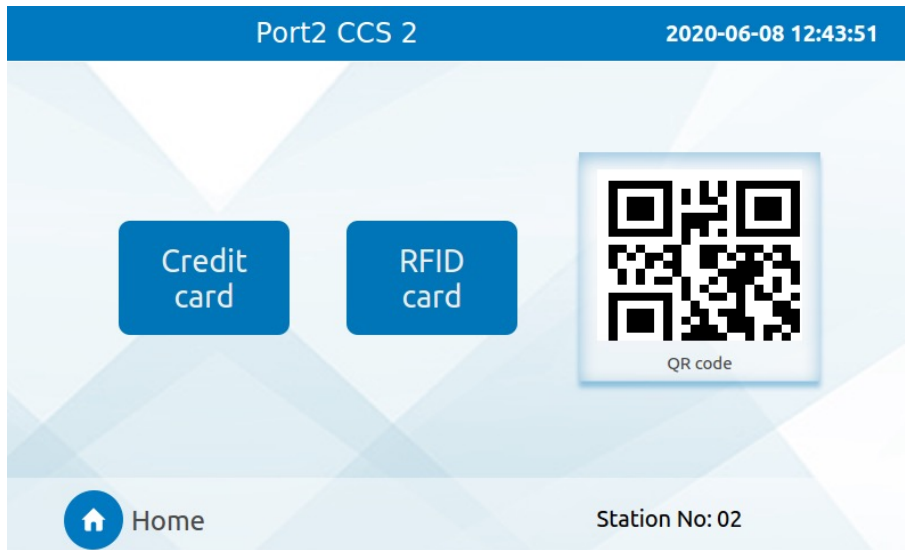 Port2 CCS 2
2020-06-08 12:43:51
Credit
card
RFID
card
QR code
Home
Station No: 02